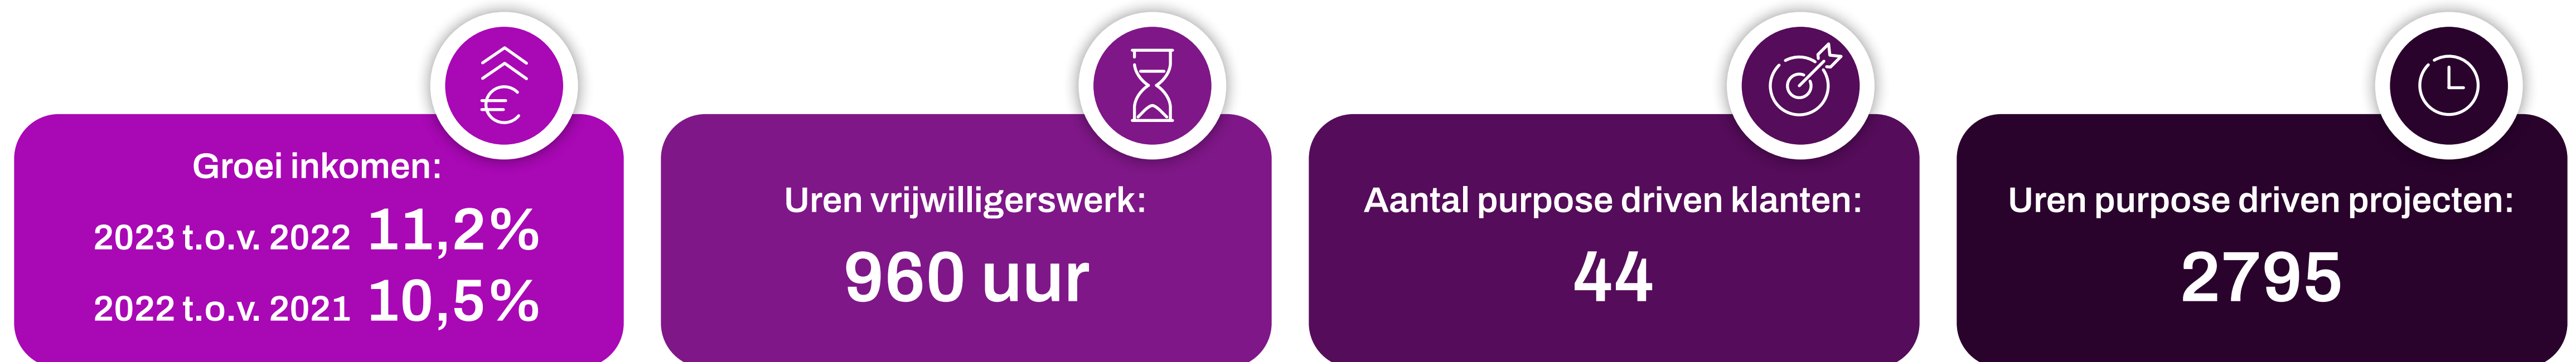 Groei inkomen:
2023 t.o.v. 2022 11,2%
2022 t.o.v. 2021 10,5%
Uren vrijwilligerswerk:
960 uur
Aantal purpose driven klanten:
44
Uren purpose driven projecten:
2795